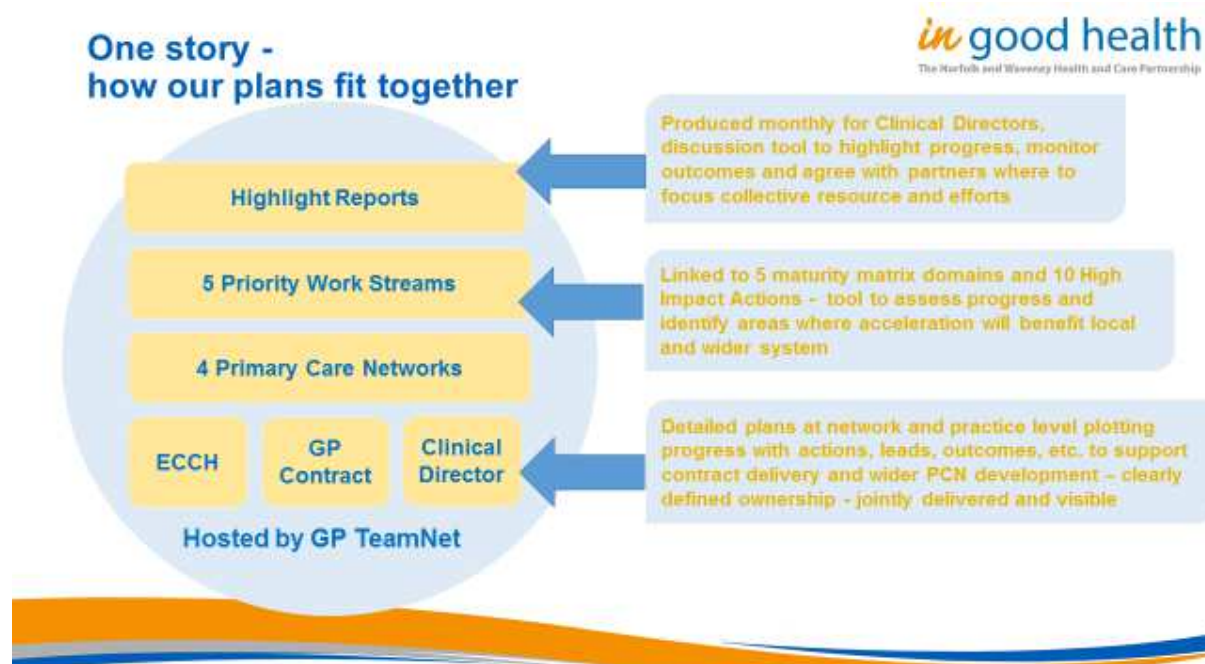 One story -
how our plans fit together
in good health
The Norfolk and Waveney Health and Care Partnership
Highlight Reports
5 Priority Work Streams
4 Primary Care Networks
ECCH
GP
Contract
Clinical
Director
Hosted by GP TeamNet
Produced monthly for Clinical Directors,
discussion tool to highlight progress, monitor
outcomes and agree with partners where to
focus collective resource and efforts
Linked to 5 maturity matrix domains and 10 High
Impact Actions - tool to assess progress and
identify areas where acceleration will benefit local
and wider system
Detailed plans at network and practice level plotting
progress with actions, leads, outcomes, etc. to support
contract delivery and wider PCN development – clearly
defined ownership - jointly delivered and visible